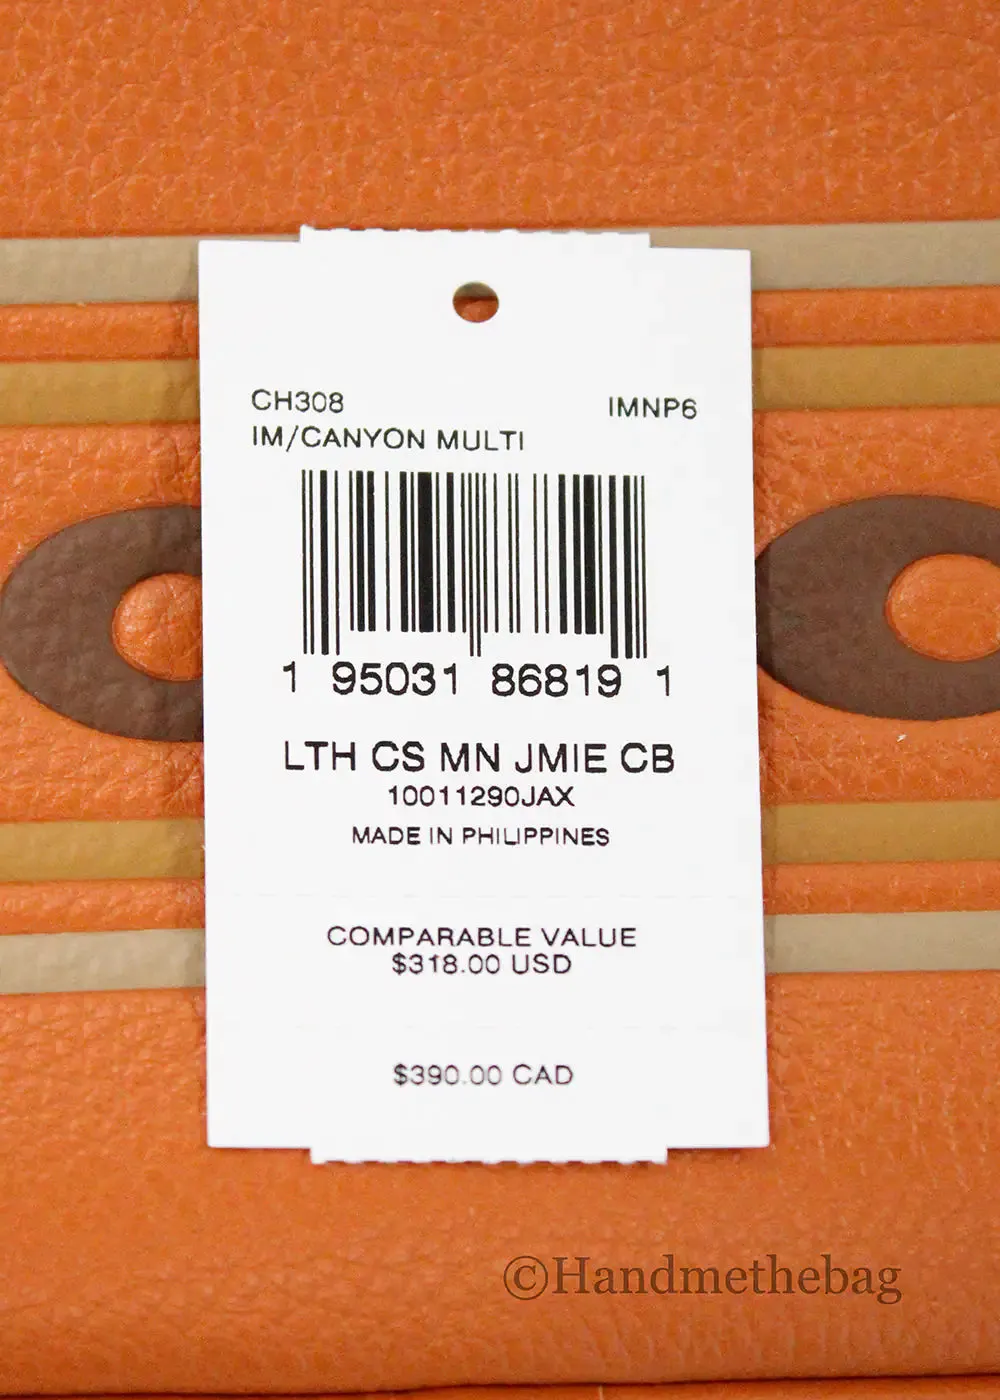 CH308 IMNP6
IM/CANYON MULTI
1 95031 86819 1
LTH CS MN JMIE CB
10011290JAX
MADE IN PHILIPPINES
COMPARABLE VALUE
$318.00 USD
$390.00 CAD
©Handmethebag